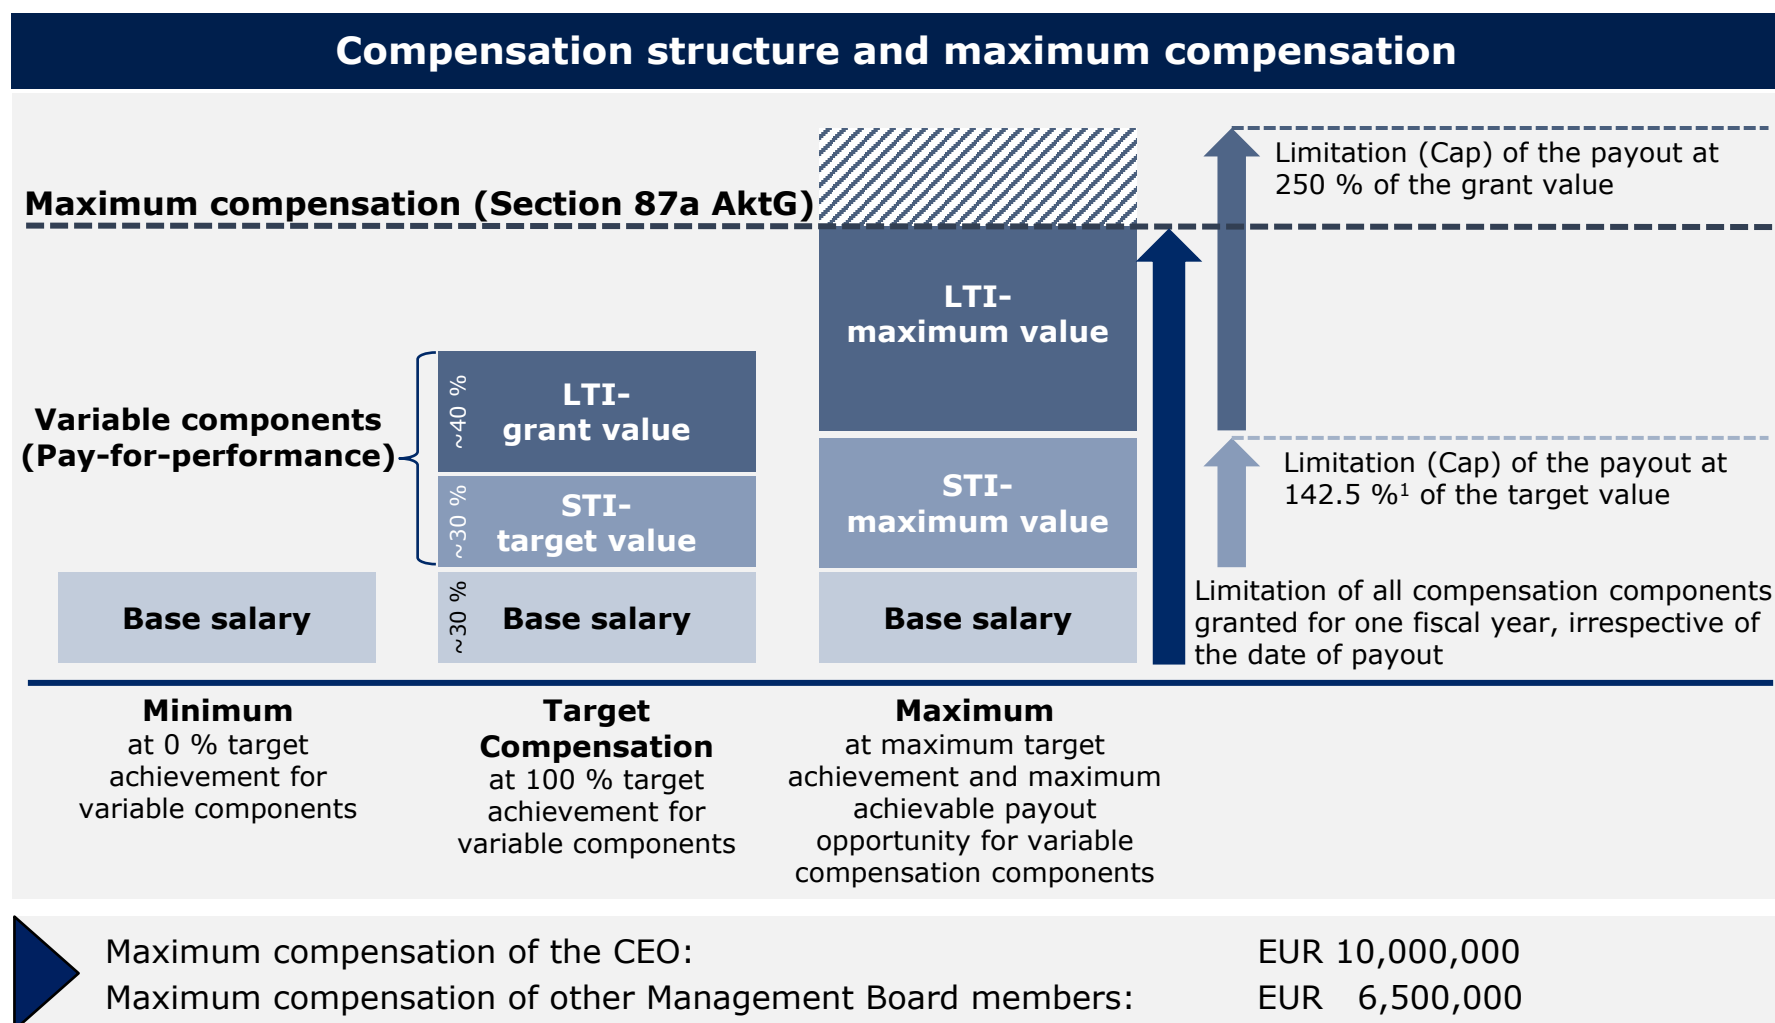 Compensation structure and maximum compensation
Limitation (Cap) of the payout at
250 % of the grant value
Maximum compensation (Section 87a AktG)
LTI-
maximum value
Variable components
(Pay-for-performance)
~40 %
LTI-
grant value
~30 %
STI-
target value
STI-
maximum value
Limitation (Cap) of the payout at
142.5 %¹ of the target value
Base salary
~30 %
Base salary
Base salary
Limitation of all compensation components
granted for one fiscal year, irrespective of
the date of payout
Minimum
at 0 % target
achievement for
variable components
Target
Compensation
at 100 % target
achievement for
variable components
Maximum
at maximum target
achievement and maximum
achievable payout
opportunity for variable
compensation components
Maximum compensation of the CEO: EUR 10,000,000
Maximum compensation of other Management Board members: EUR 6,500,000